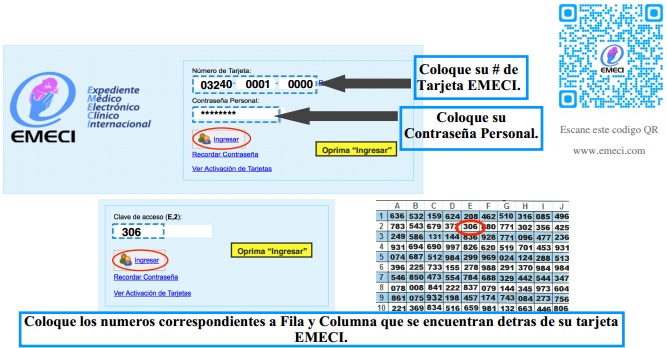 Número de Tarjeta:
03240 - 0001 - 0000
Coloque su # de
Tarjeta EMECI.
Contraseña Personal:
********
Coloque su
Contraseña Personal.
Ingresar
Oprima "Ingresar"
Recordar Contraseña
Ver Activación de Tarjetas
Expediente
Médico
Electrónico
Clínico
Internacional
EMECI
EMECI
Escane este codigo QR
www.emeci.com
Clave de acceso (E,2):
306
Ingresar
Oprima "Ingresar"
Recordar Contraseña
Ver Activación de Tarjetas
A B C D E F G H I J
1 636 532 159 624 208 462 510 316 085 496
2 783 543 679 37 306 80 771 302 356 425
3 249 586 131 144 636 928 771 096 477 236
4 931 694 690 997 826 620 519 701 453 931
5 074 687 512 984 299 969 024 124 288 513
6 396 225 733 155 278 988 291 370 984 984
7 546 850 473 554 784 688 329 442 544 347
8 078 008 841 222 837 079 144 345 973 604
9 861 075 932 198 457 174 743 084 273 756
10 221 369 834 516 659 981 132 663 446 806
Coloque los numeros correspondientes a Fila y Columna que se encuentran detras de su tarjeta
EMECI.